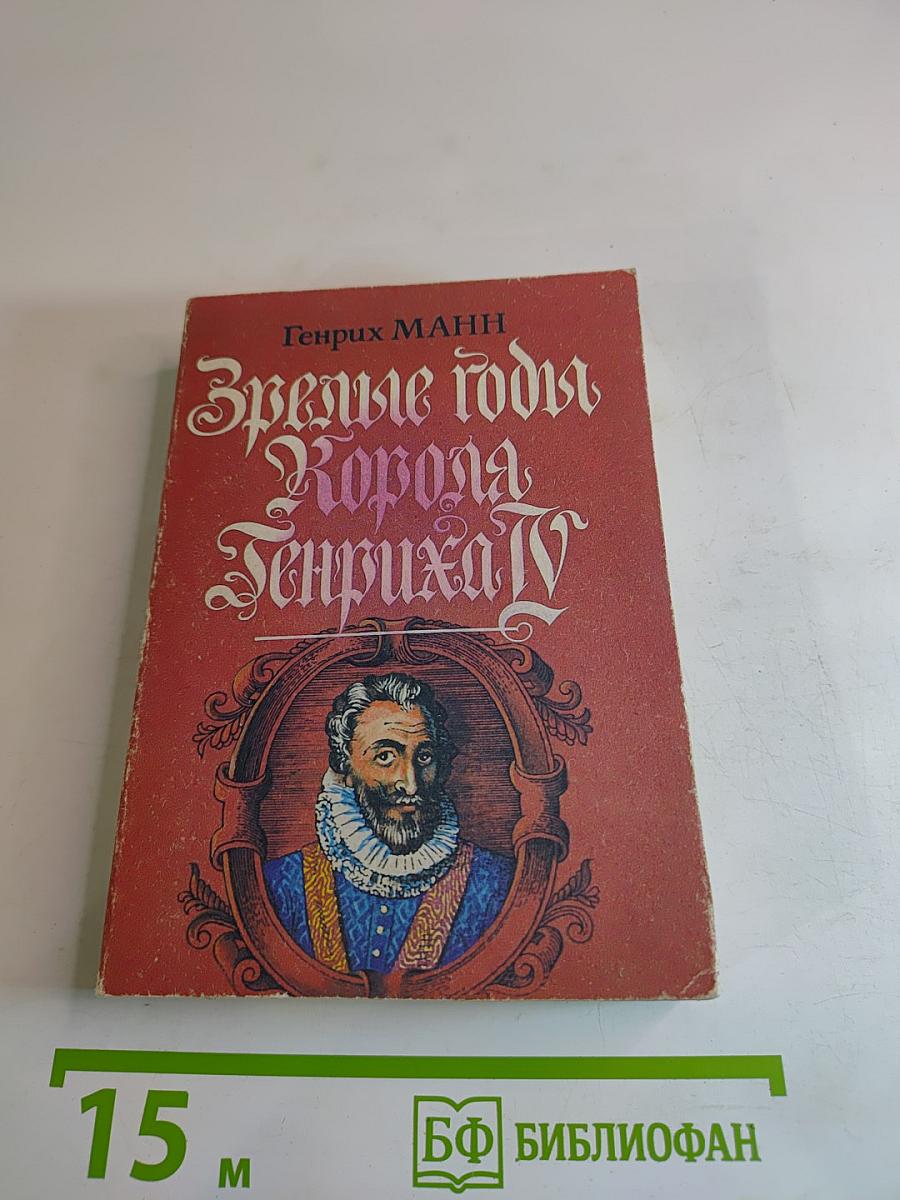 Генрих МАНН
Зрелые годы
Короля
Генриха IV
15 м
БФ БИБЛИОФАН